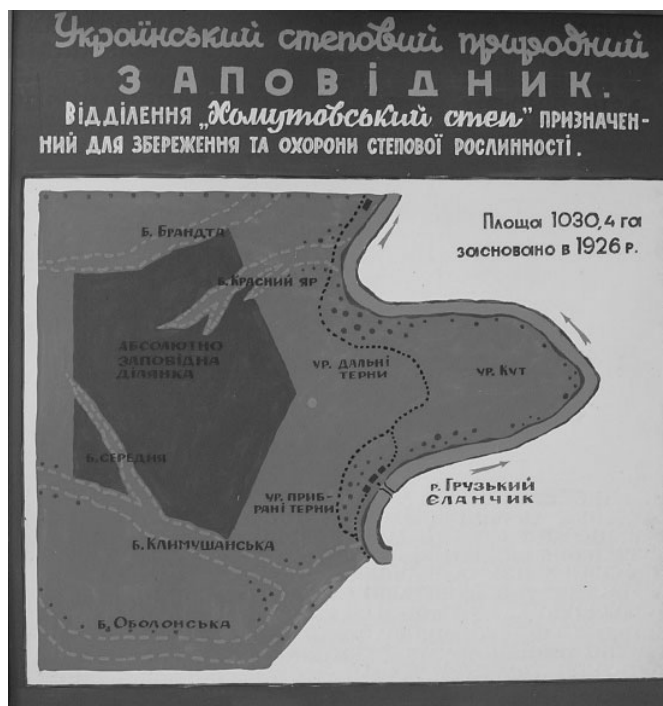 Український степовий природний
ЗАПОВІДНИК.
ВІДДІЛЕННЯ „Хомутовський степ" ПРИЗНАЧЕН-
НИЙ ДЛЯ ЗБЕРЕЖЕННЯ ТА ОХОРОНИ СТЕПОВОЇ РОСЛИННОСТІ.
Площа 1030,4 га
засновано в 1926 р.
Б. БРАНДТА
Б. КРАСНИЙ ЯР
АБСОЛЮТНО
ЗАПОВІДНА
ДІЛЯНКА
УР. ДАЛЬНІ
ТЕРНИ
УР. КУТ
Б. СЕРЕДНЯ
УР. ПРИБ-
РАНІ ТЕРНИ
р. ГРУЗЬКИЙ
ЄЛАНЧИК
Б. КЛИМУШАНСЬКА
Б. ОБОЛОНСЬКА